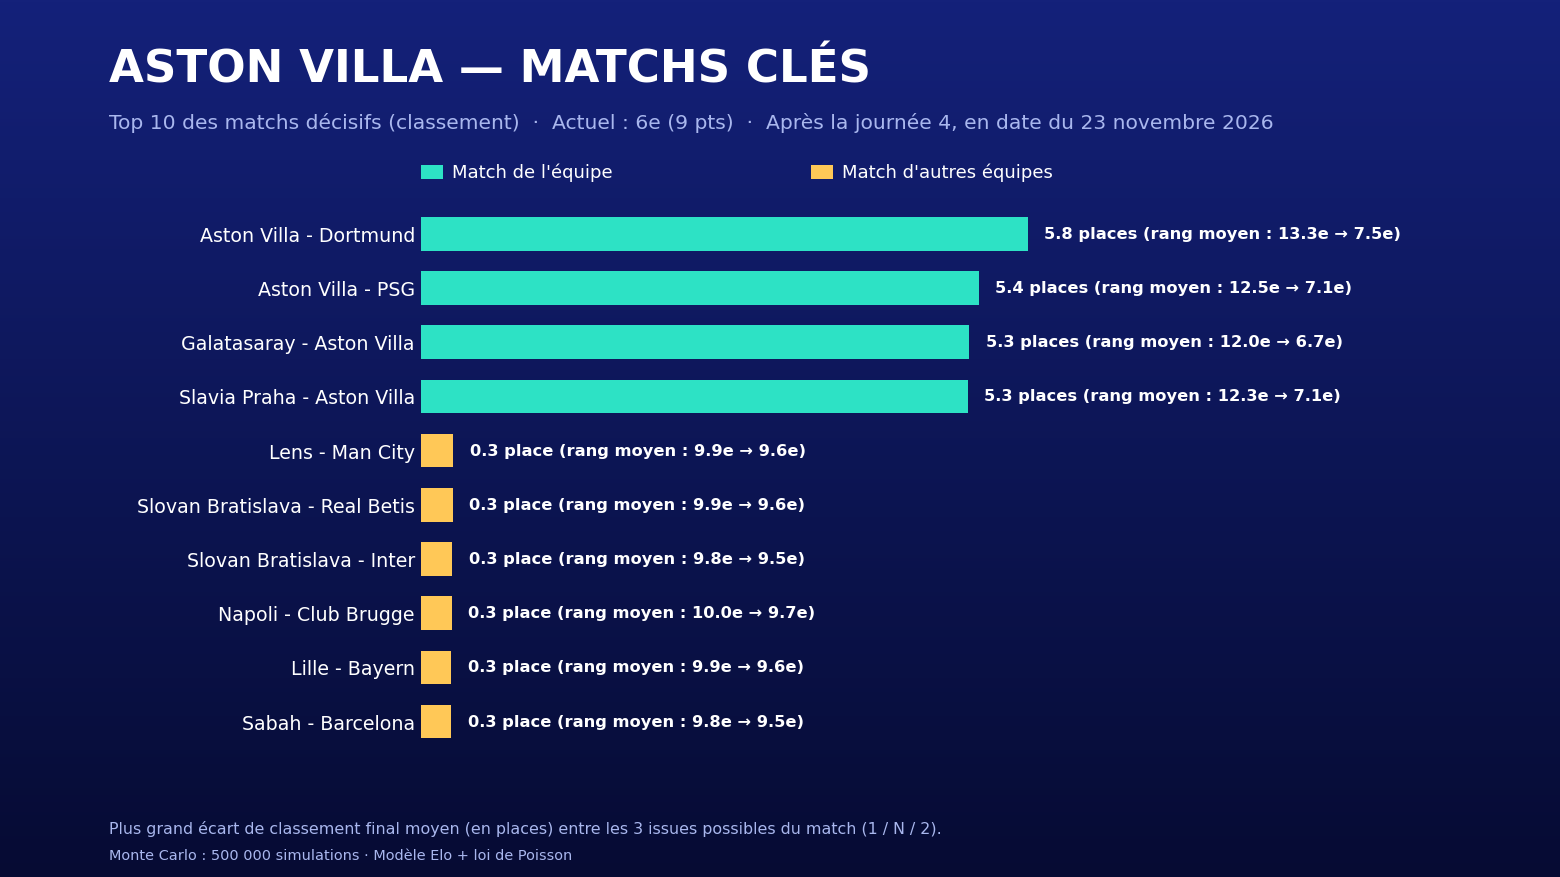 ASTON VILLA — MATCHS CLÉS
Top 10 des matchs décisifs (classement)  ·  Actuel : 6e (9 pts)  ·  Après la journée 4, en date du 23 novembre 2026
Match de l'équipe
Match d'autres équipes
Aston Villa - Dortmund 5.8 places (rang moyen : 13.3e → 7.5e)
Aston Villa - PSG 5.4 places (rang moyen : 12.5e → 7.1e)
Galatasaray - Aston Villa 5.3 places (rang moyen : 12.0e → 6.7e)
Slavia Praha - Aston Villa 5.3 places (rang moyen : 12.3e → 7.1e)
Lens - Man City 0.3 place (rang moyen : 9.9e → 9.6e)
Slovan Bratislava - Real Betis 0.3 place (rang moyen : 9.9e → 9.6e)
Slovan Bratislava - Inter 0.3 place (rang moyen : 9.8e → 9.5e)
Napoli - Club Brugge 0.3 place (rang moyen : 10.0e → 9.7e)
Lille - Bayern 0.3 place (rang moyen : 9.9e → 9.6e)
Sabah - Barcelona 0.3 place (rang moyen : 9.8e → 9.5e)
Plus grand écart de classement final moyen (en places) entre les 3 issues possibles du match (1 / N / 2).
Monte Carlo : 500 000 simulations · Modèle Elo + loi de Poisson